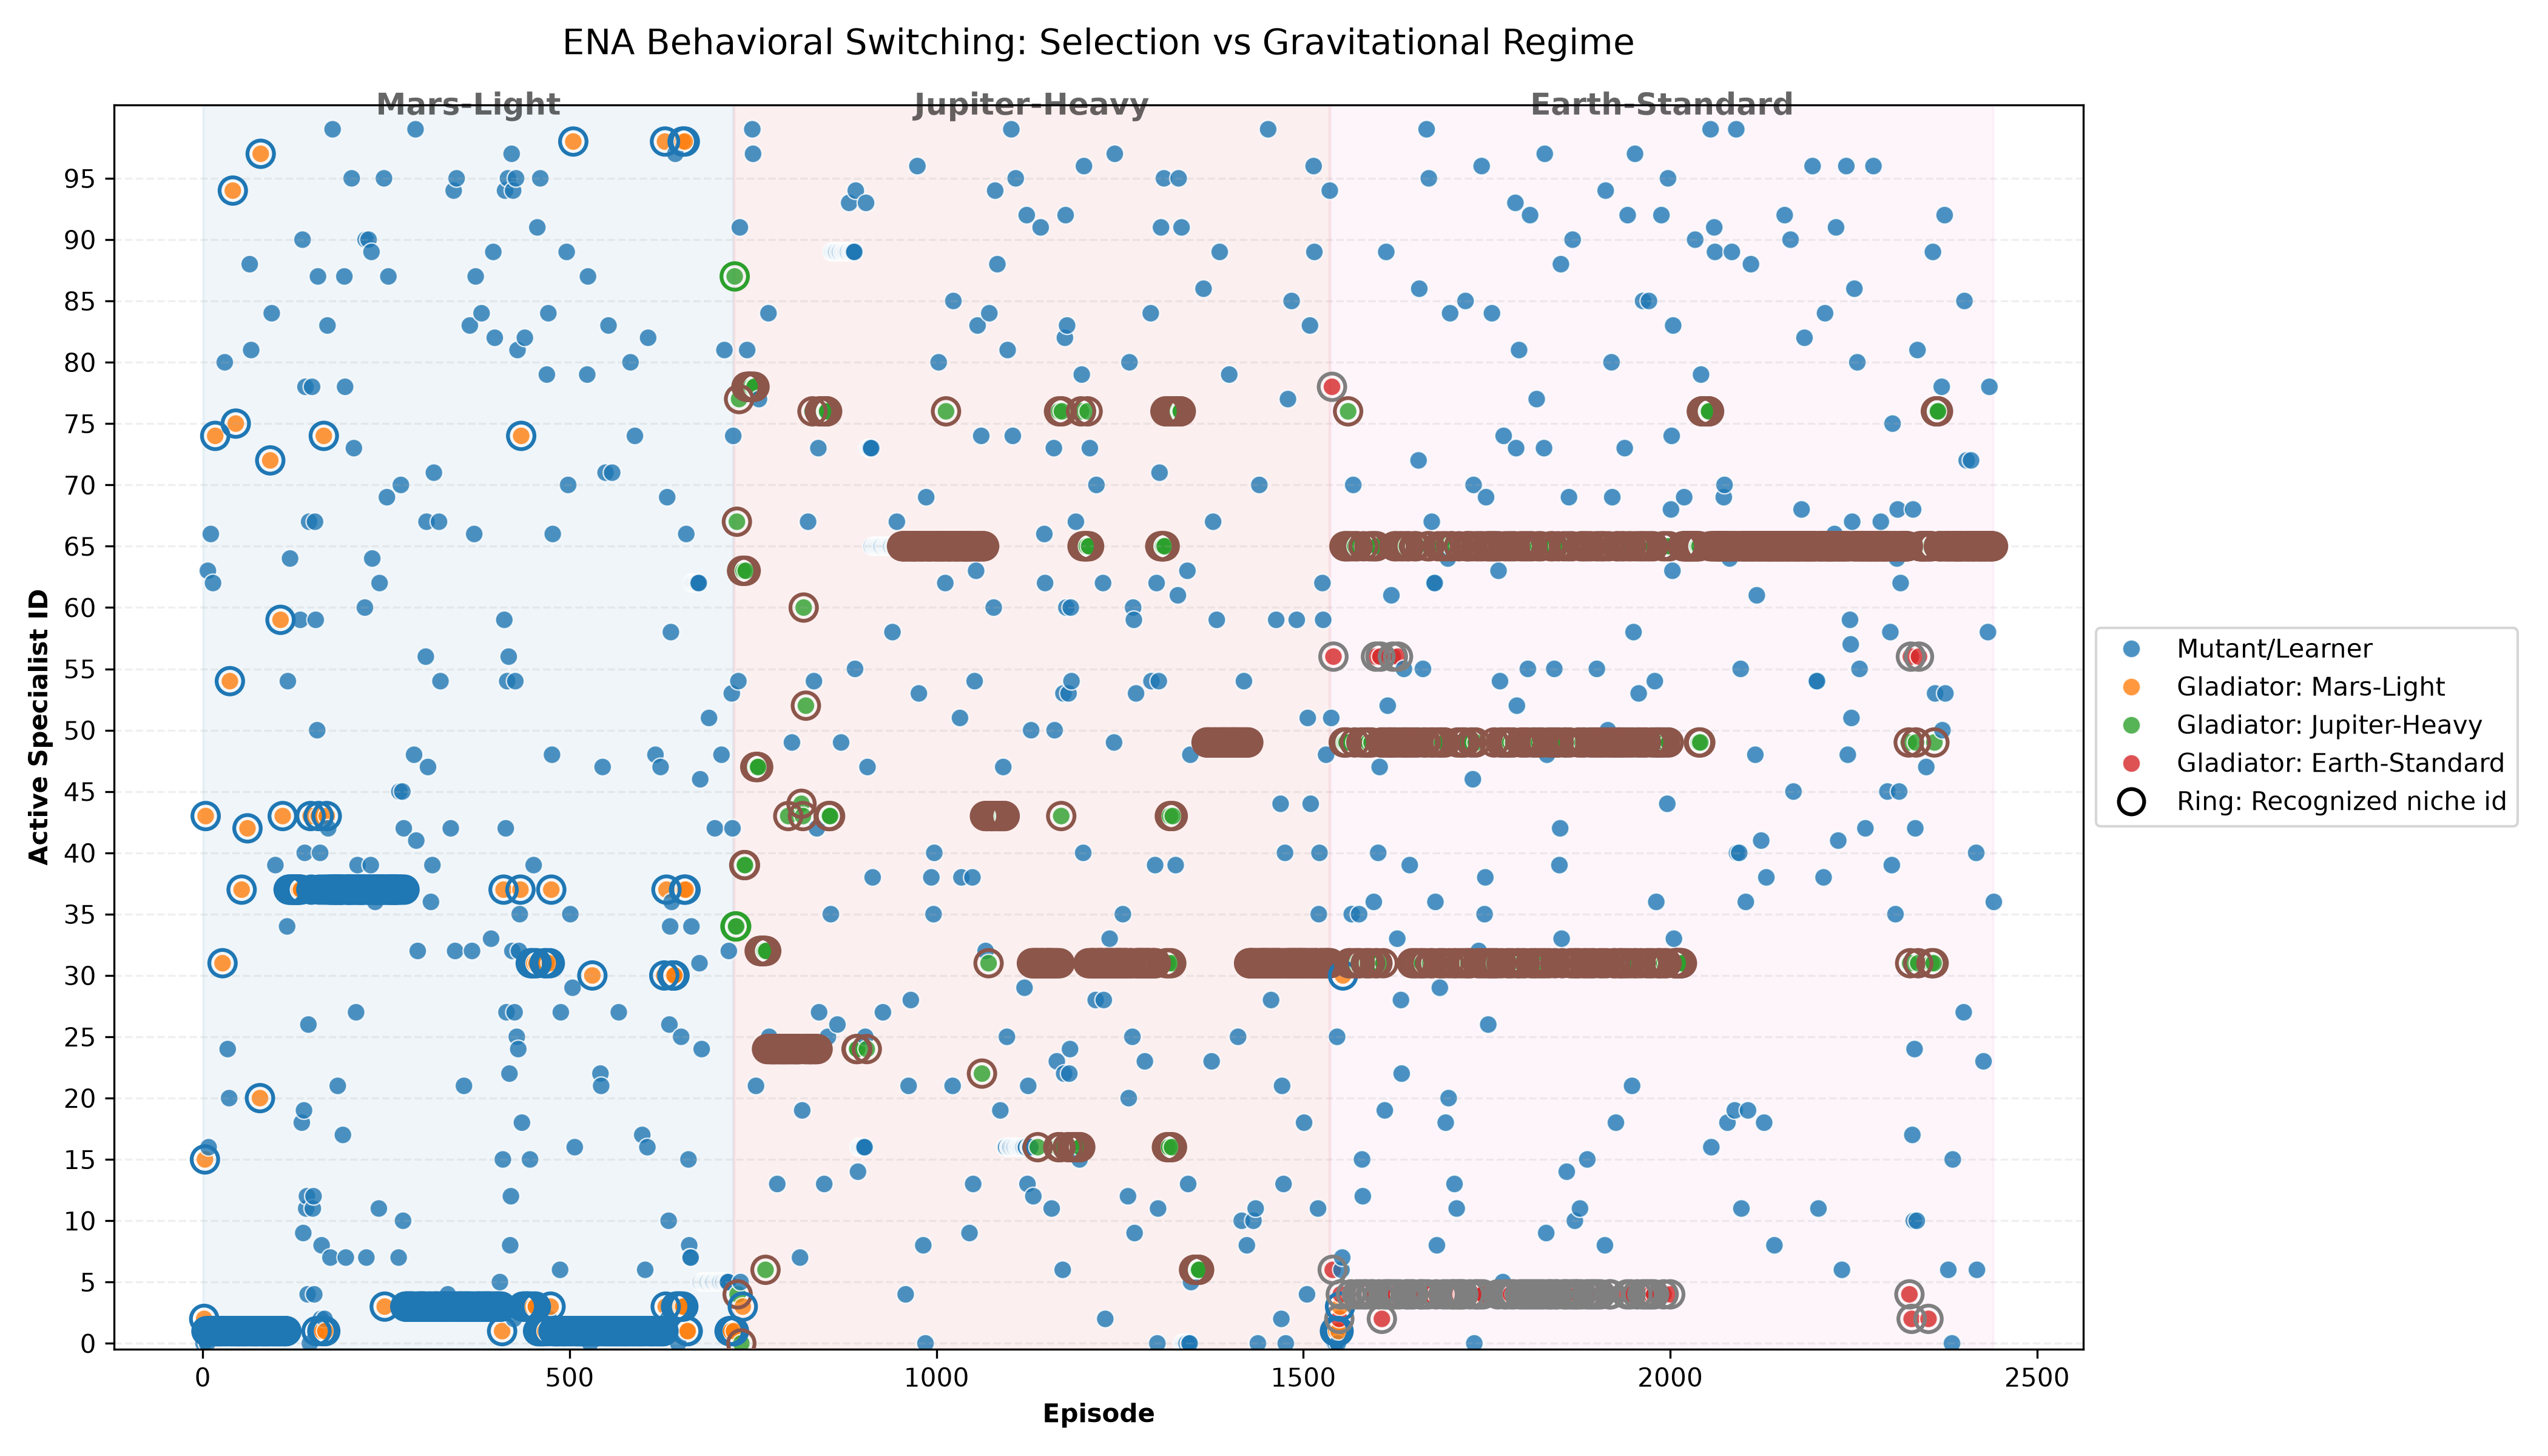 ENA Behavioral Switching: Selection vs Gravitational Regime
Mars-Light
Jupiter-Heavy
Earth-Standard
Active Specialist ID
95
90
85
80
75
70
65
60
55
50
45
40
35
30
25
20
15
10
5
0
0
500
1000
1500
2000
2500
Episode
Mutant/Learner
Gladiator: Mars-Light
Gladiator: Jupiter-Heavy
Gladiator: Earth-Standard
Ring: Recognized niche id